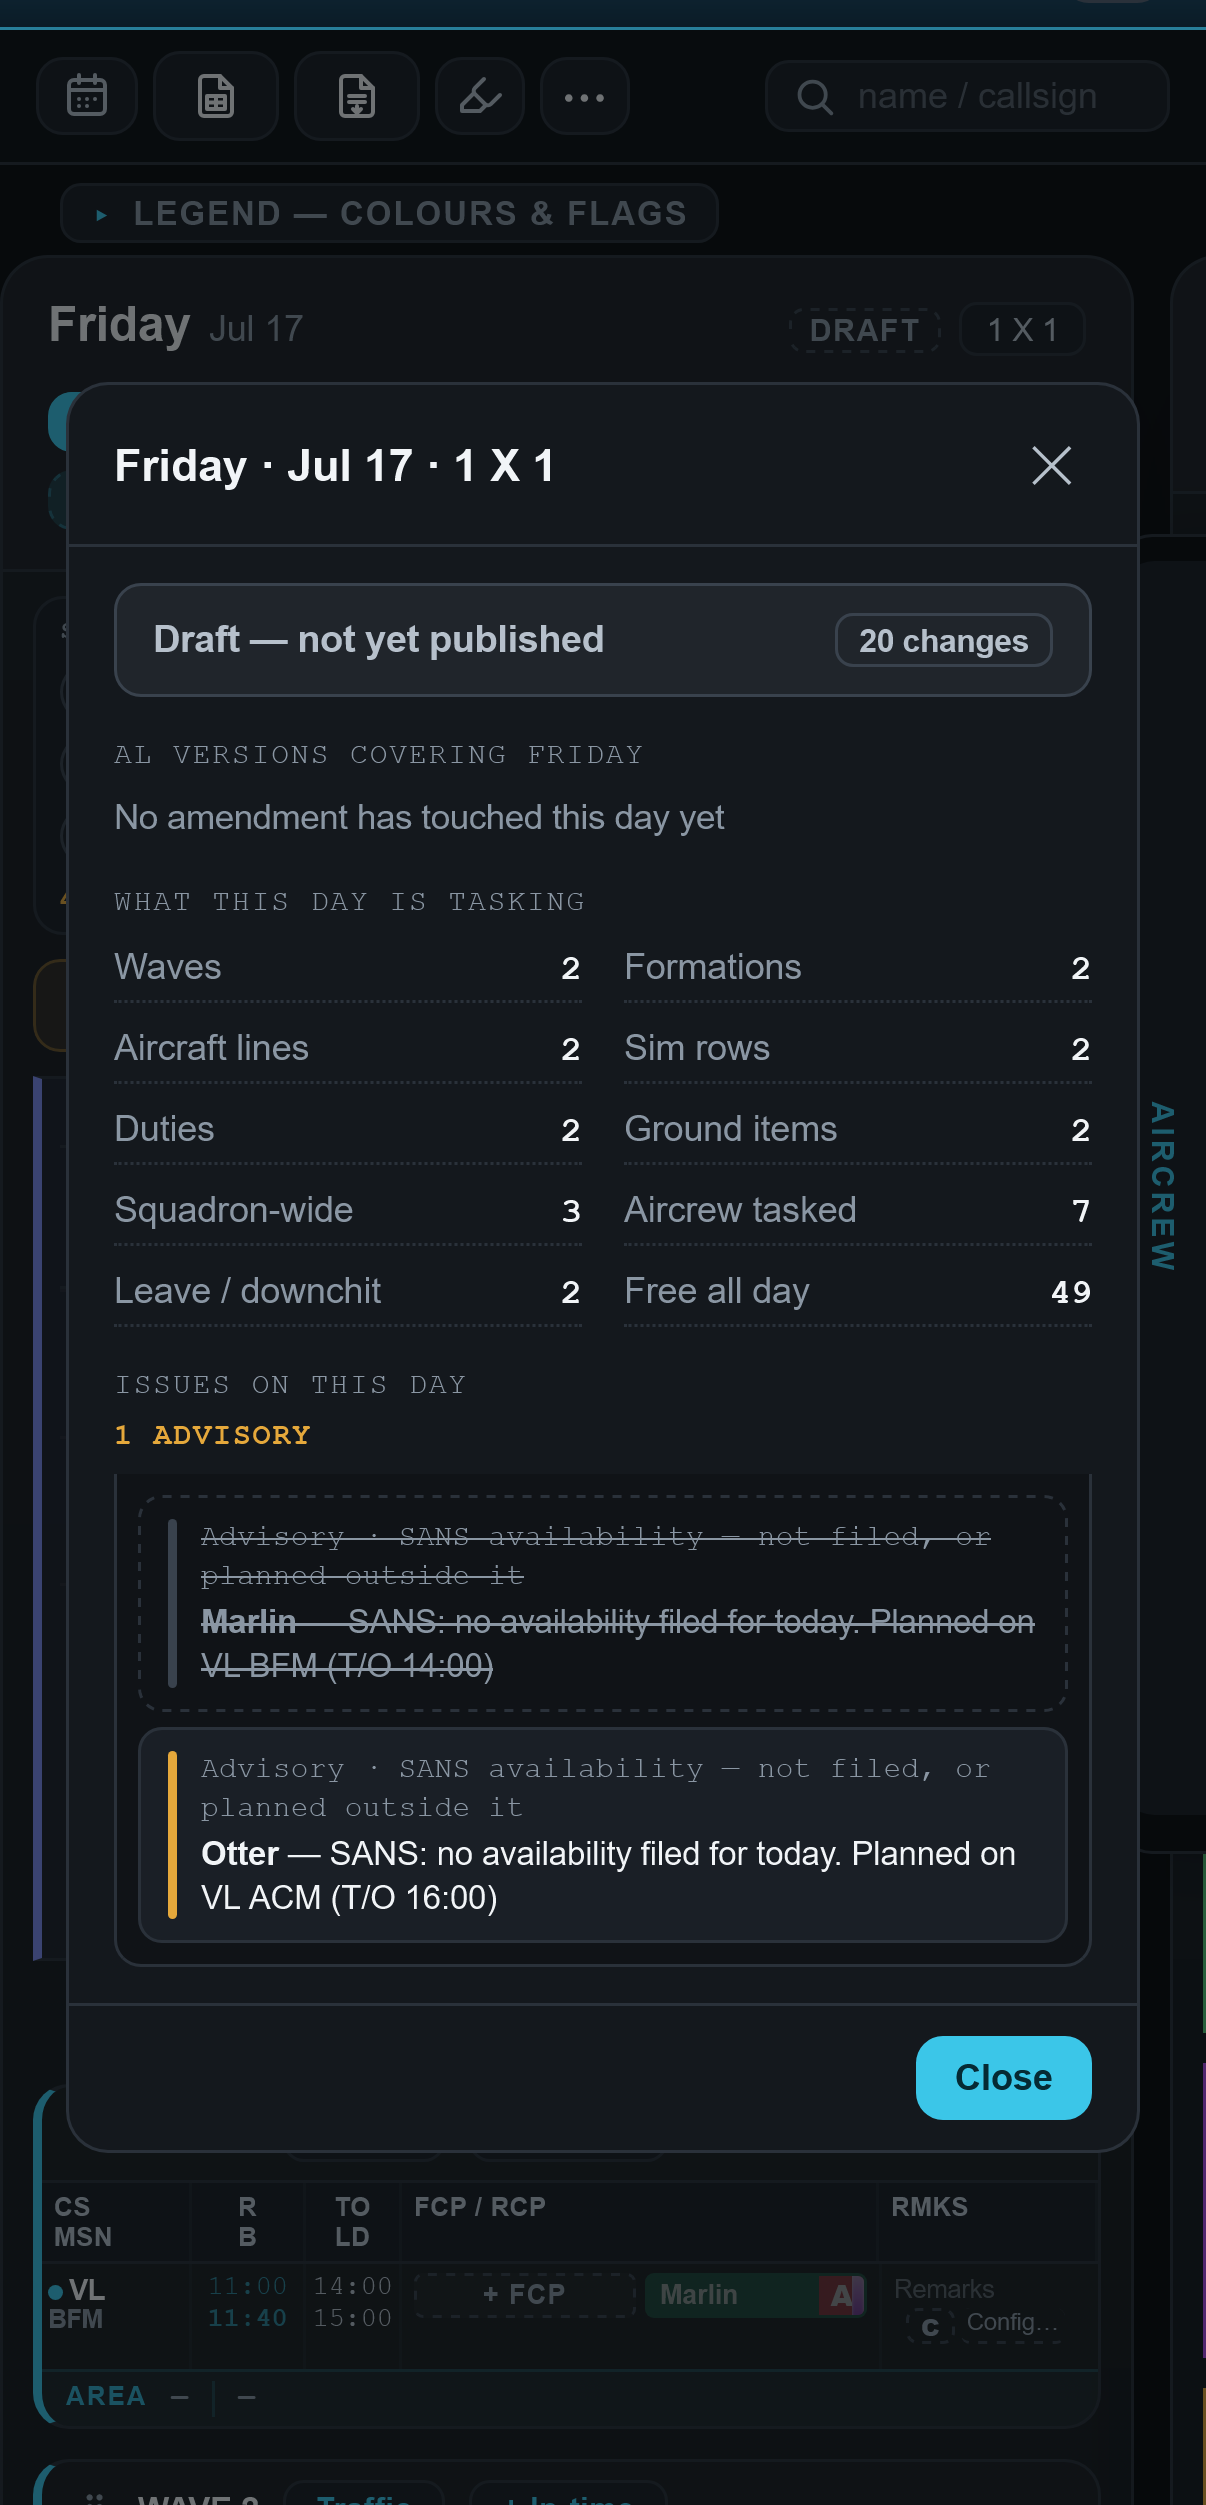 name / callsign
LEGEND — COLOURS & FLAGS
Friday Jul 17
DRAFT
1 X 1
Friday · Jul 17 · 1 X 1
Draft — not yet published
20 changes
AL VERSIONS COVERING FRIDAY
No amendment has touched this day yet
WHAT THIS DAY IS TASKING
Waves 2
Formations 2
Aircraft lines 2
Sim rows 2
Duties 2
Ground items 2
Squadron-wide 3
Aircrew tasked 7
Leave / downchit 2
Free all day 49
AIRCREW
ISSUES ON THIS DAY
1 ADVISORY
Advisory · SANS availability — not filed, or
planned outside it
Marlin — SANS: no availability filed for today. Planned on
VL BFM (T/O 14:00)
Advisory · SANS availability — not filed, or
planned outside it
Otter — SANS: no availability filed for today. Planned on
VL ACM (T/O 16:00)
Close
CS R TO FCP / RCP RMKS
MSN B LD
VL 11:00 14:00 + FCP Marlin A Remarks
BFM 11:40 15:00 C Config…
AREA — —
WAVE 2 Traffic + In-time